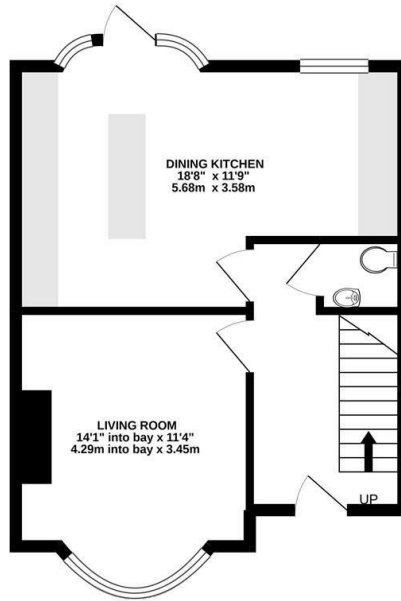 DINING KITCHEN
18'8" x 11'9"
5.68m x 3.58m
LIVING ROOM
14'1" into bay x 11'4"
4.29m into bay x 3.45m
UP